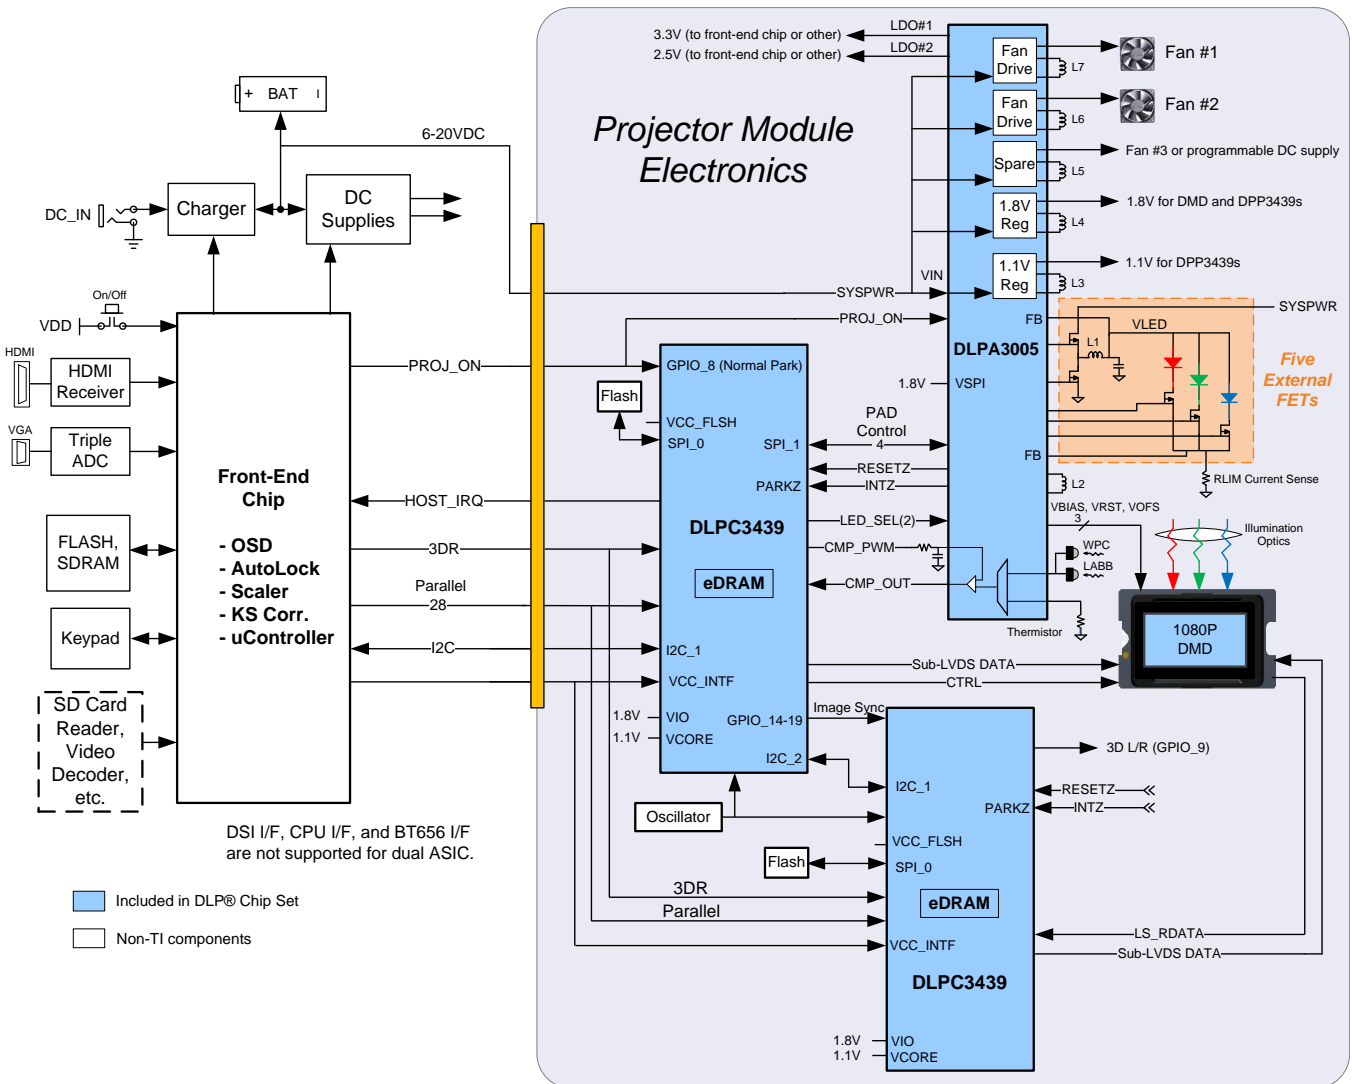 LDO#1
3.3V (to front-end chip or other)
LDO#2
2.5V (to front-end chip or other)
Fan
Drive
L7
Fan #1
Fan
Drive
L6
Fan #2
Spare
L5
Fan #3 or programmable DC supply
1.8V
Reg
L4
1.8V for DMD and DPP3439s
1.1V
Reg
L3
1.1V for DPP3439s
Projector Module
Electronics
+ BAT I
6-20VDC
DC_IN
Charger
DC
Supplies
VIN
SYSPWR
PROJ_ON
On/Off
VDD
HDMI
HDMI
Receiver
VGA
Triple
ADC
FLASH,
SDRAM
Keypad
SD Card
Reader,
Video
Decoder,
etc.
Front-End
Chip
- OSD
- AutoLock
- Scaler
- KS Corr.
- uController
PROJ_ON
HOST_IRQ
3DR
Parallel
28
I2C
DSI I/F, CPU I/F, and BT656 I/F
are not supported for dual ASIC.
Included in DLP® Chip Set
Non-TI components
GPIO_8 (Normal Park)
Flash
VCC_FLSH
SPI_0
SPI_1
PARKZ
DLPC3439
eDRAM
I2C_1
VCC_INTF
1.8V
VIO
1.1V
VCORE
GPIO_14-19
I2C_2
PAD
Control
4
RESETZ
INTZ
LED_SEL(2)
CMP_PWM
CMP_OUT
Sub-LVDS DATA
CTRL
Image Sync
DLPA3005
1.8V
VSPI
FB
FB
SYSPWR
VLED
L1
Five
External
FETs
RLIM Current Sense
L2
VBIAS, VRST, VOFS
3
WPC
LABB
Thermistor
Illumination
Optics
1080P
DMD
Oscillator
Flash
3DR
Parallel
I2C_1
VCC_FLSH
SPI_0
eDRAM
VCC_INTF
DLPC3439
PARKZ
3D L/R (GPIO_9)
RESETZ
INTZ
LS_RDATA
Sub-LVDS DATA
1.8V
VIO
1.1V
VCORE